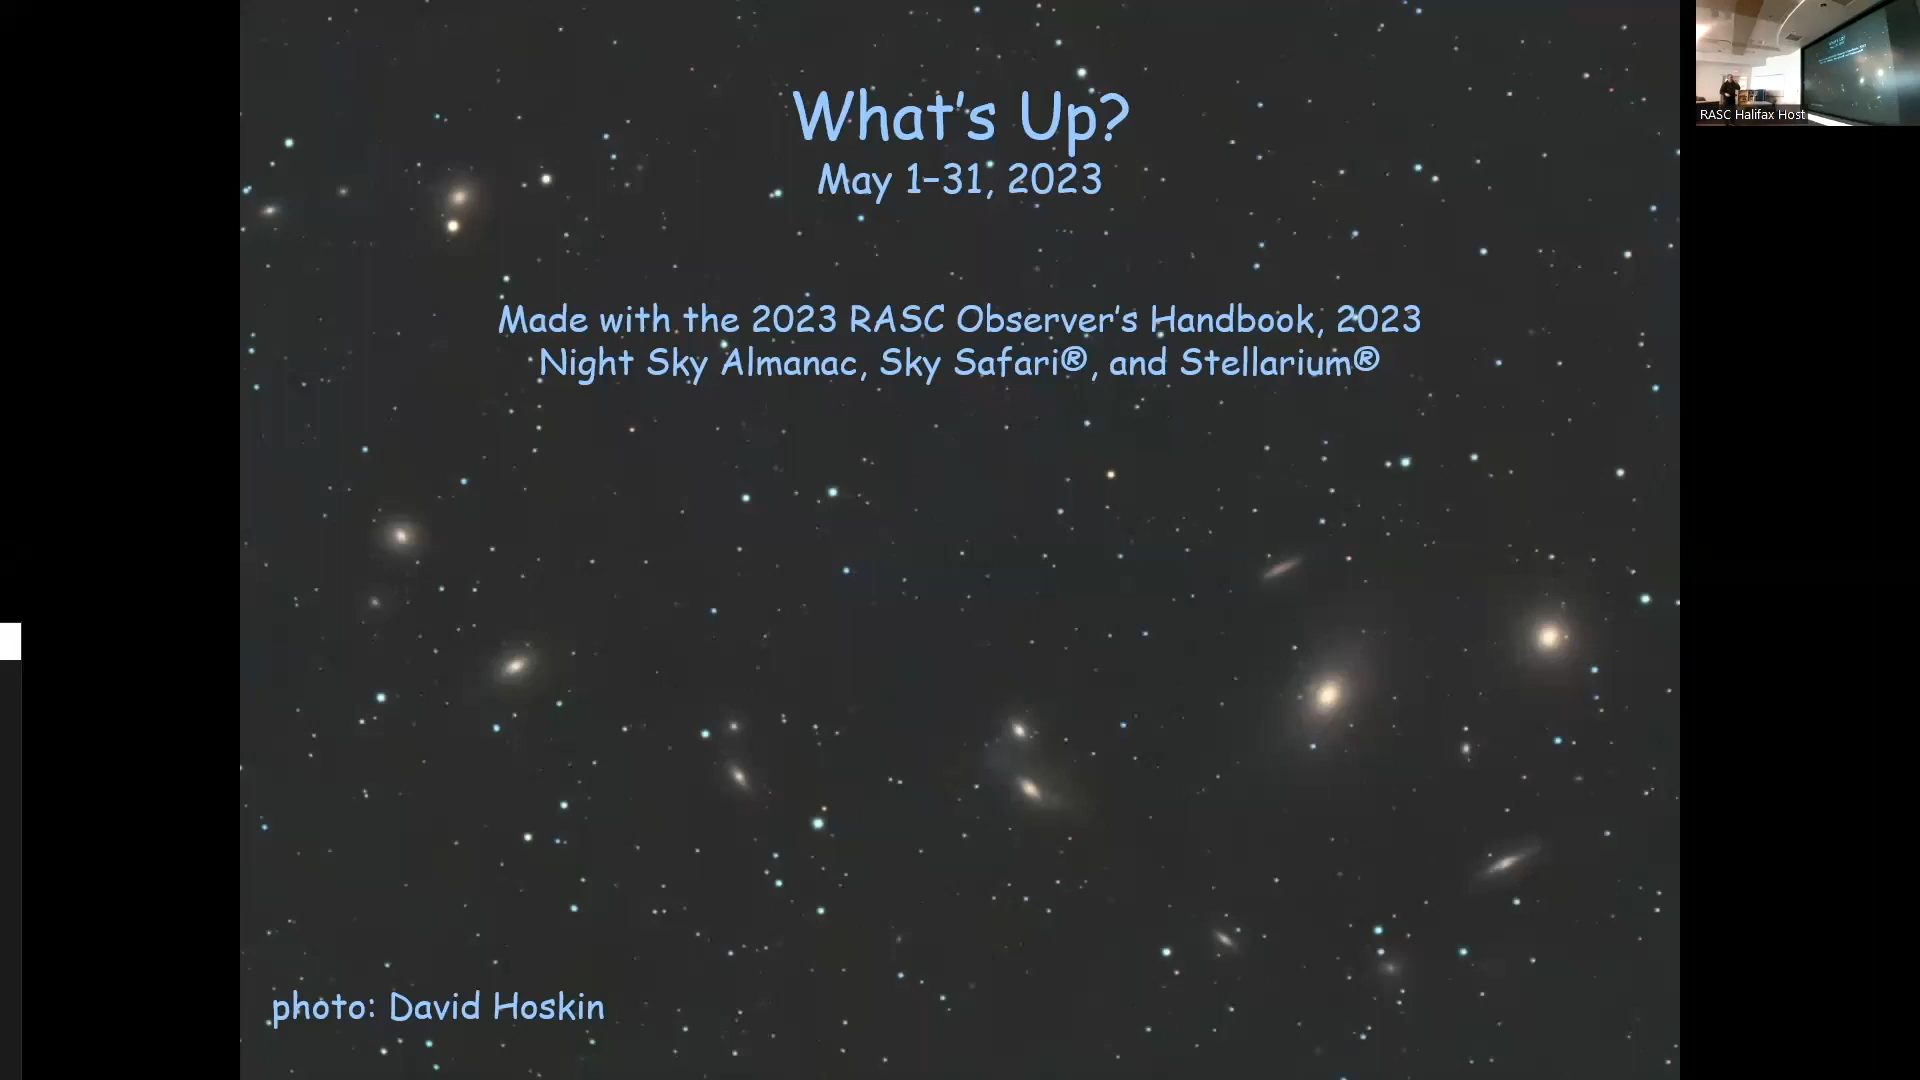 What's Up?
May 1–31, 2023
Made with the 2023 RASC Observer's Handbook, 2023
Night Sky Almanac, Sky Safari®, and Stellarium®
photo: David Hoskin
RASC Halifax Host